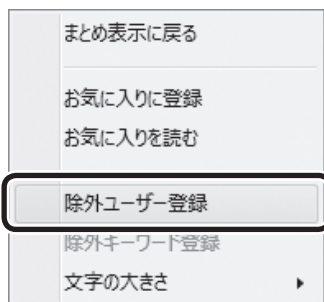 まとめ表示に戻る
お気に入りに登録
お気に入りを読む
除外ユーザー登録
除外キーワード登録
文字の大きさ